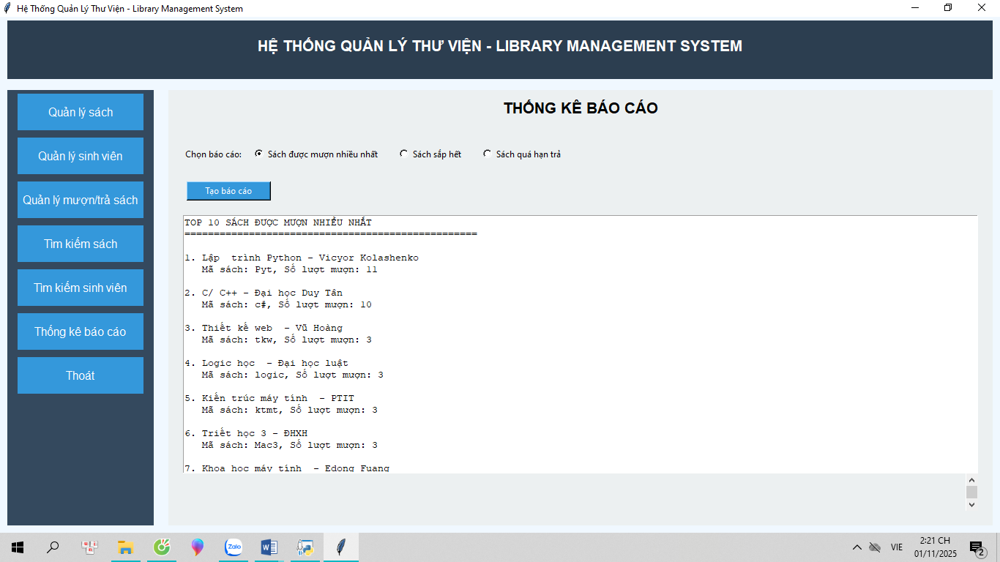 Hệ Thống Quản Lý Thư Viện - Library Management System
HỆ THỐNG QUẢN LÝ THƯ VIỆN - LIBRARY MANAGEMENT SYSTEM
Quản lý sách
Quản lý sinh viên
Quản lý mượn/trả sách
Tìm kiếm sách
Tìm kiếm sinh viên
Thống kê báo cáo
Thoát
THỐNG KÊ BÁO CÁO
Chọn báo cáo: Sách được mượn nhiều nhất Sách sắp hết Sách quá hạn trả
Tạo báo cáo
TOP 10 SÁCH ĐƯỢC MƯỢN NHIỀU NHẤT
==================================================
1. Lập  trình Python - Vicyor Kolashenko
Mã sách: Pyt, Số lượt mượn: 11
2. C/ C++ - Đại học Duy Tân
Mã sách: c#, Số lượt mượn: 10
3. Thiết kế web  - Vũ Hoàng
Mã sách: tkw, Số lượt mượn: 3
4. Logic học  - Đại học luật
Mã sách: logic, Số lượt mượn: 3
5. Kiến trúc máy tính  - PTIT
Mã sách: ktmt, Số lượt mượn: 3
6. Triết học 3 - ĐHXH
Mã sách: Mac3, Số lượt mượn: 3
7. Khoa học máy tính  - Edong Fuang
Zalo
VIE
2:21 CH
01/11/2025
2